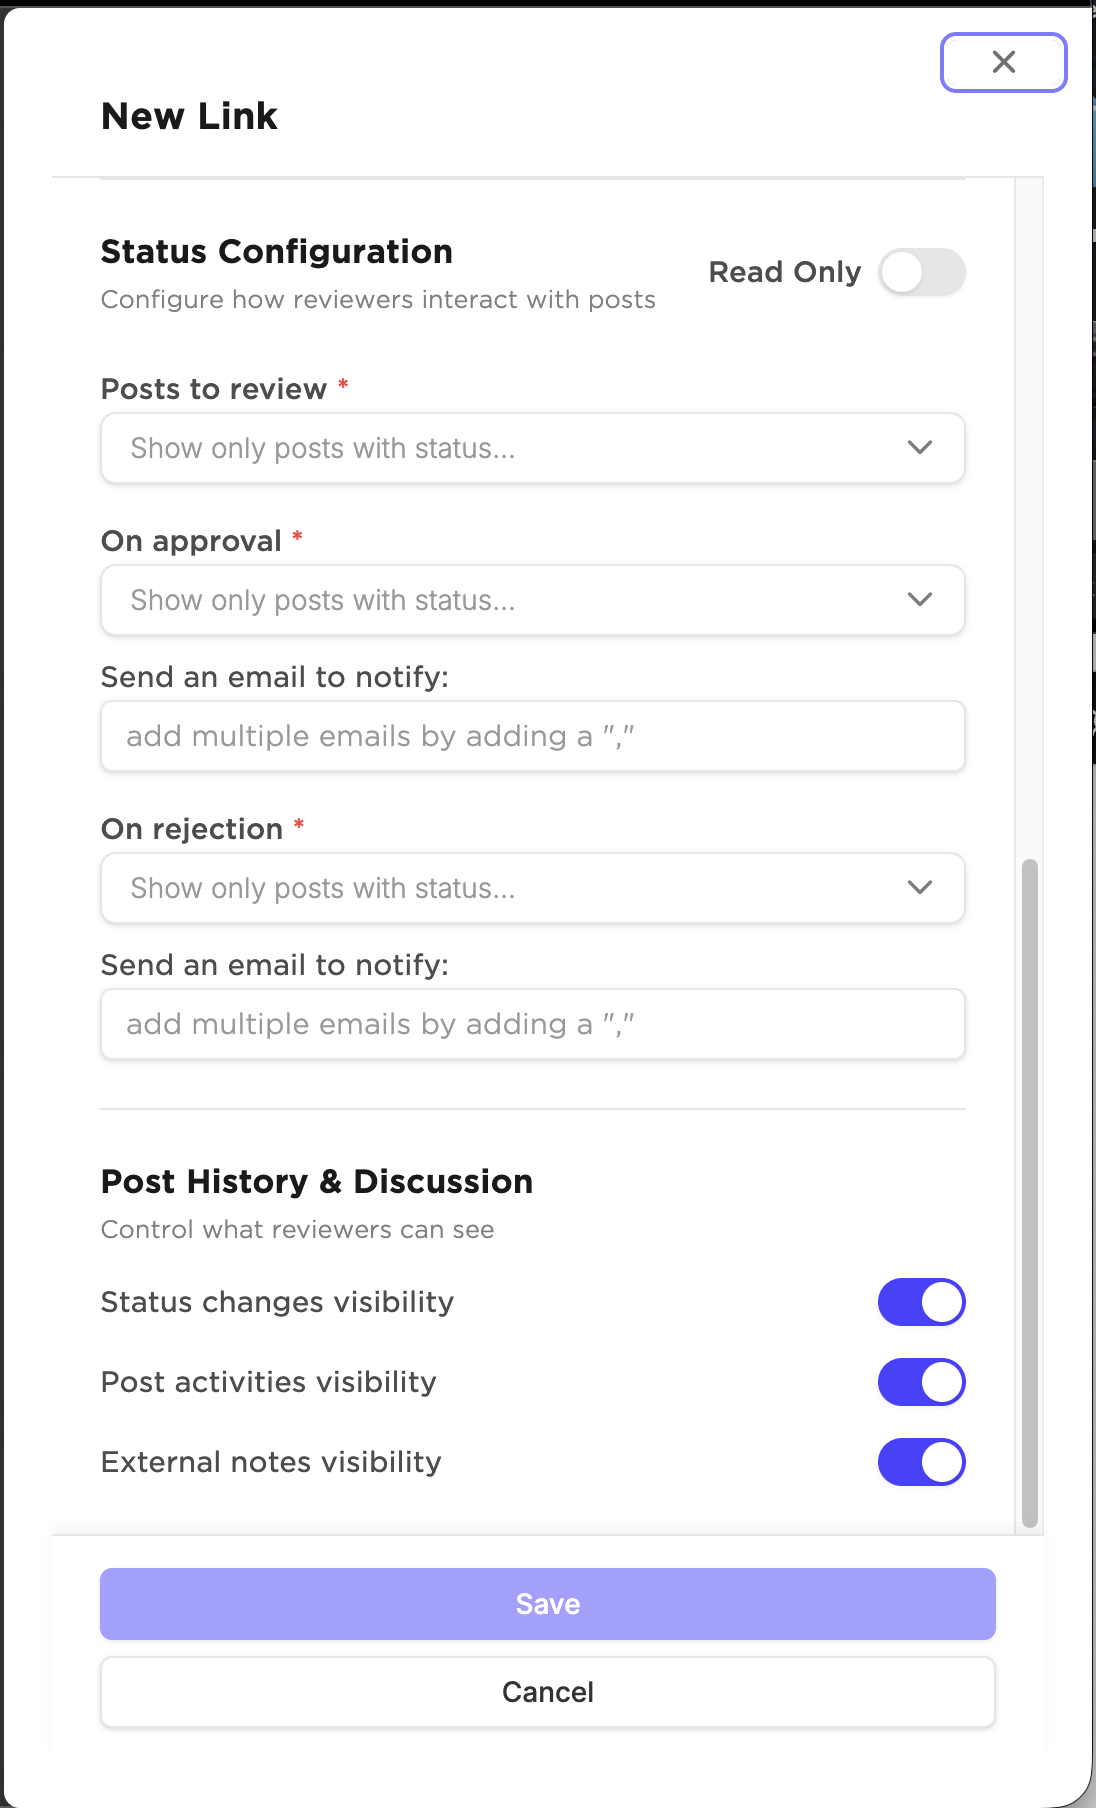 New Link
Status Configuration
Read Only
Configure how reviewers interact with posts
Posts to review *
Show only posts with status...
On approval *
Show only posts with status...
Send an email to notify:
add multiple emails by adding a ","
On rejection *
Show only posts with status...
Send an email to notify:
add multiple emails by adding a ","
Post History & Discussion
Control what reviewers can see
Status changes visibility
Post activities visibility
External notes visibility
Save
Cancel